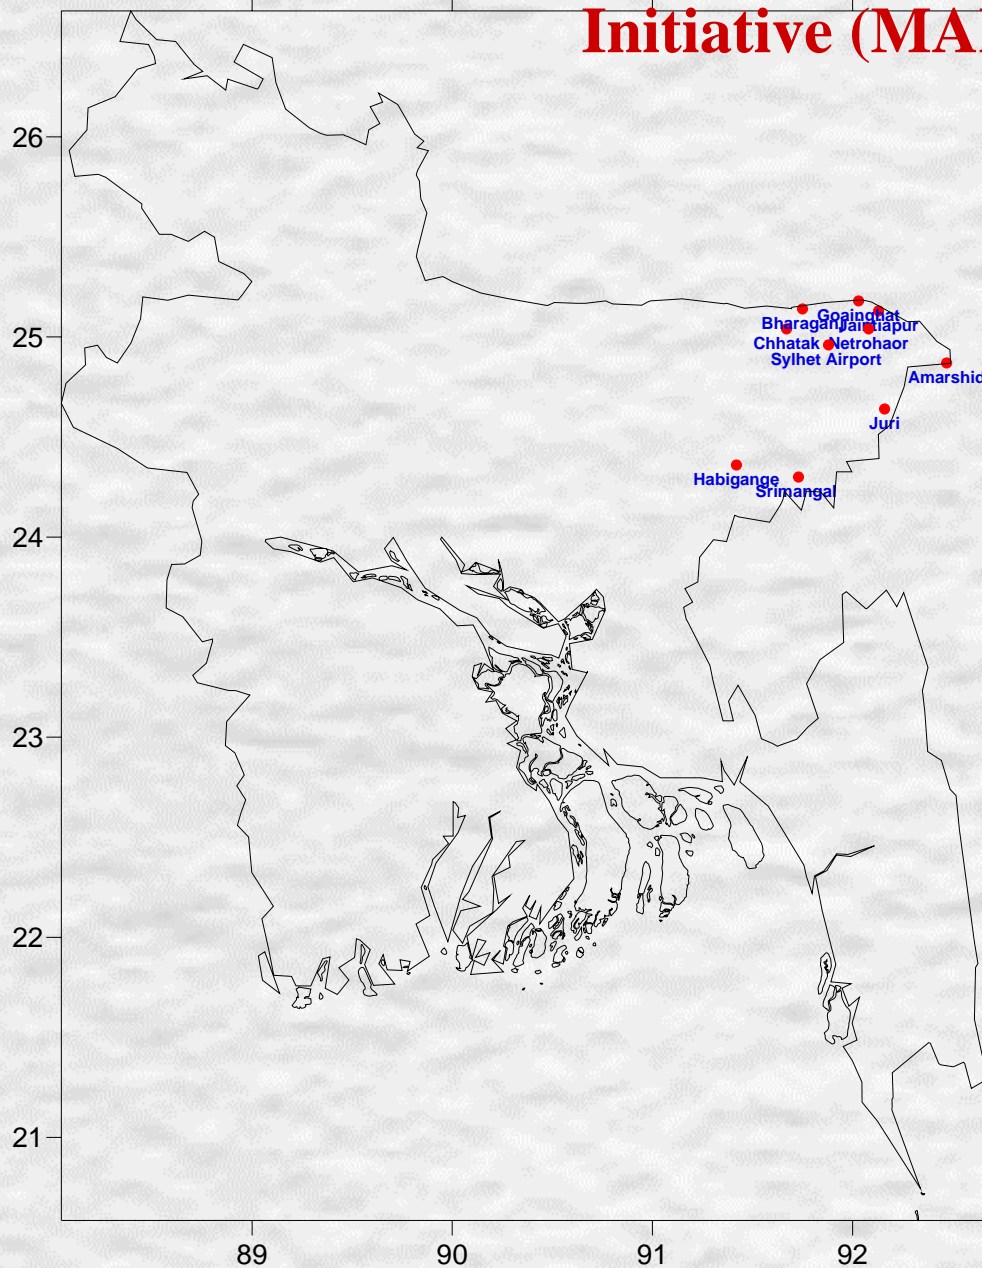 Initiative (MA
26
25
24
23
22
21
Goainghat
Bharaganj
Jaintiapur
Chhatak
Netrohaor
Sylhet Airport
Amarshid
Juri
Habigange
Srimangal
89
90
91
92